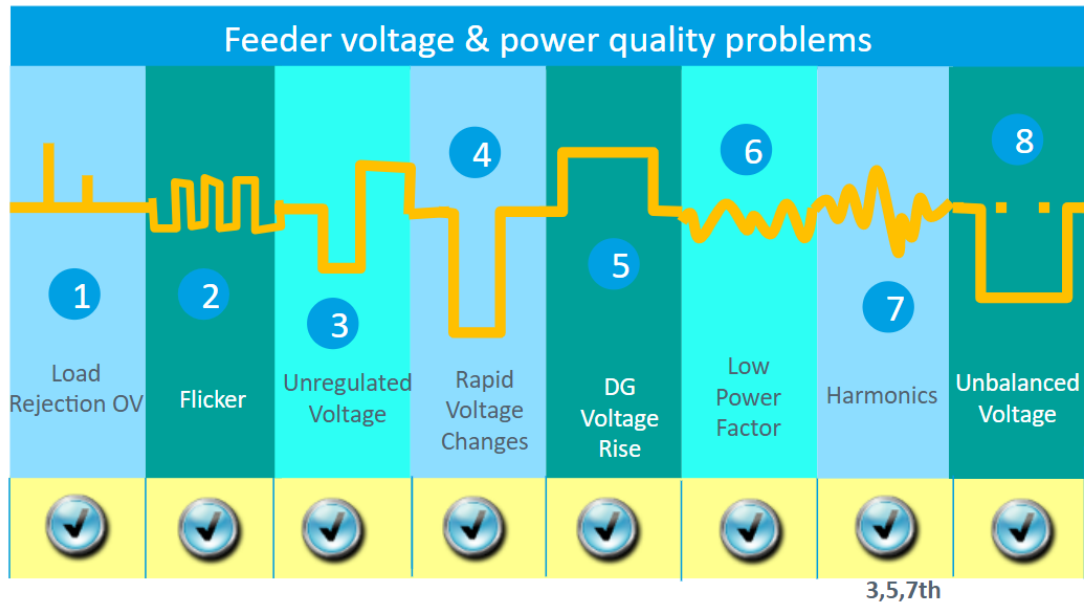 Feeder voltage & power quality problems
1
Load
Rejection OV
2
Flicker
3
Unregulated
Voltage
4
Rapid
Voltage
Changes
5
DG
Voltage
Rise
6
Low
Power
Factor
7
Harmonics
8
Unbalanced
Voltage
3,5,7th